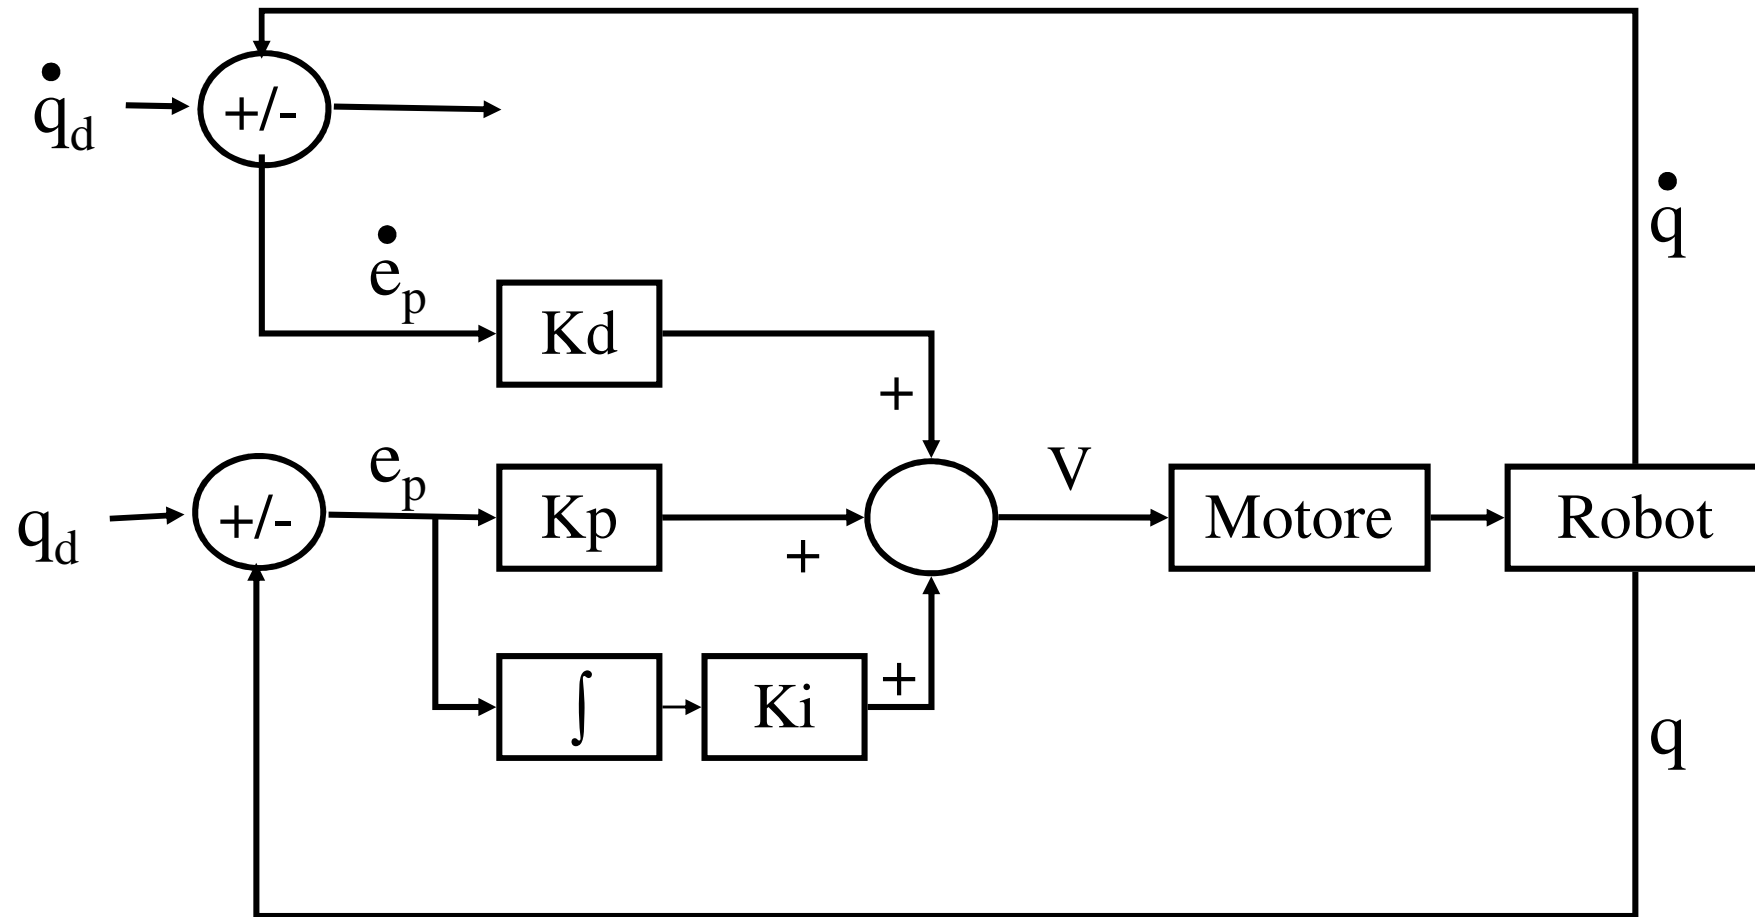 q̇d
+/-
q̇
ėp
Kd
+
ep
V
qd
+/-
Kp
Motore
Robot
+
∫
Ki
+
q